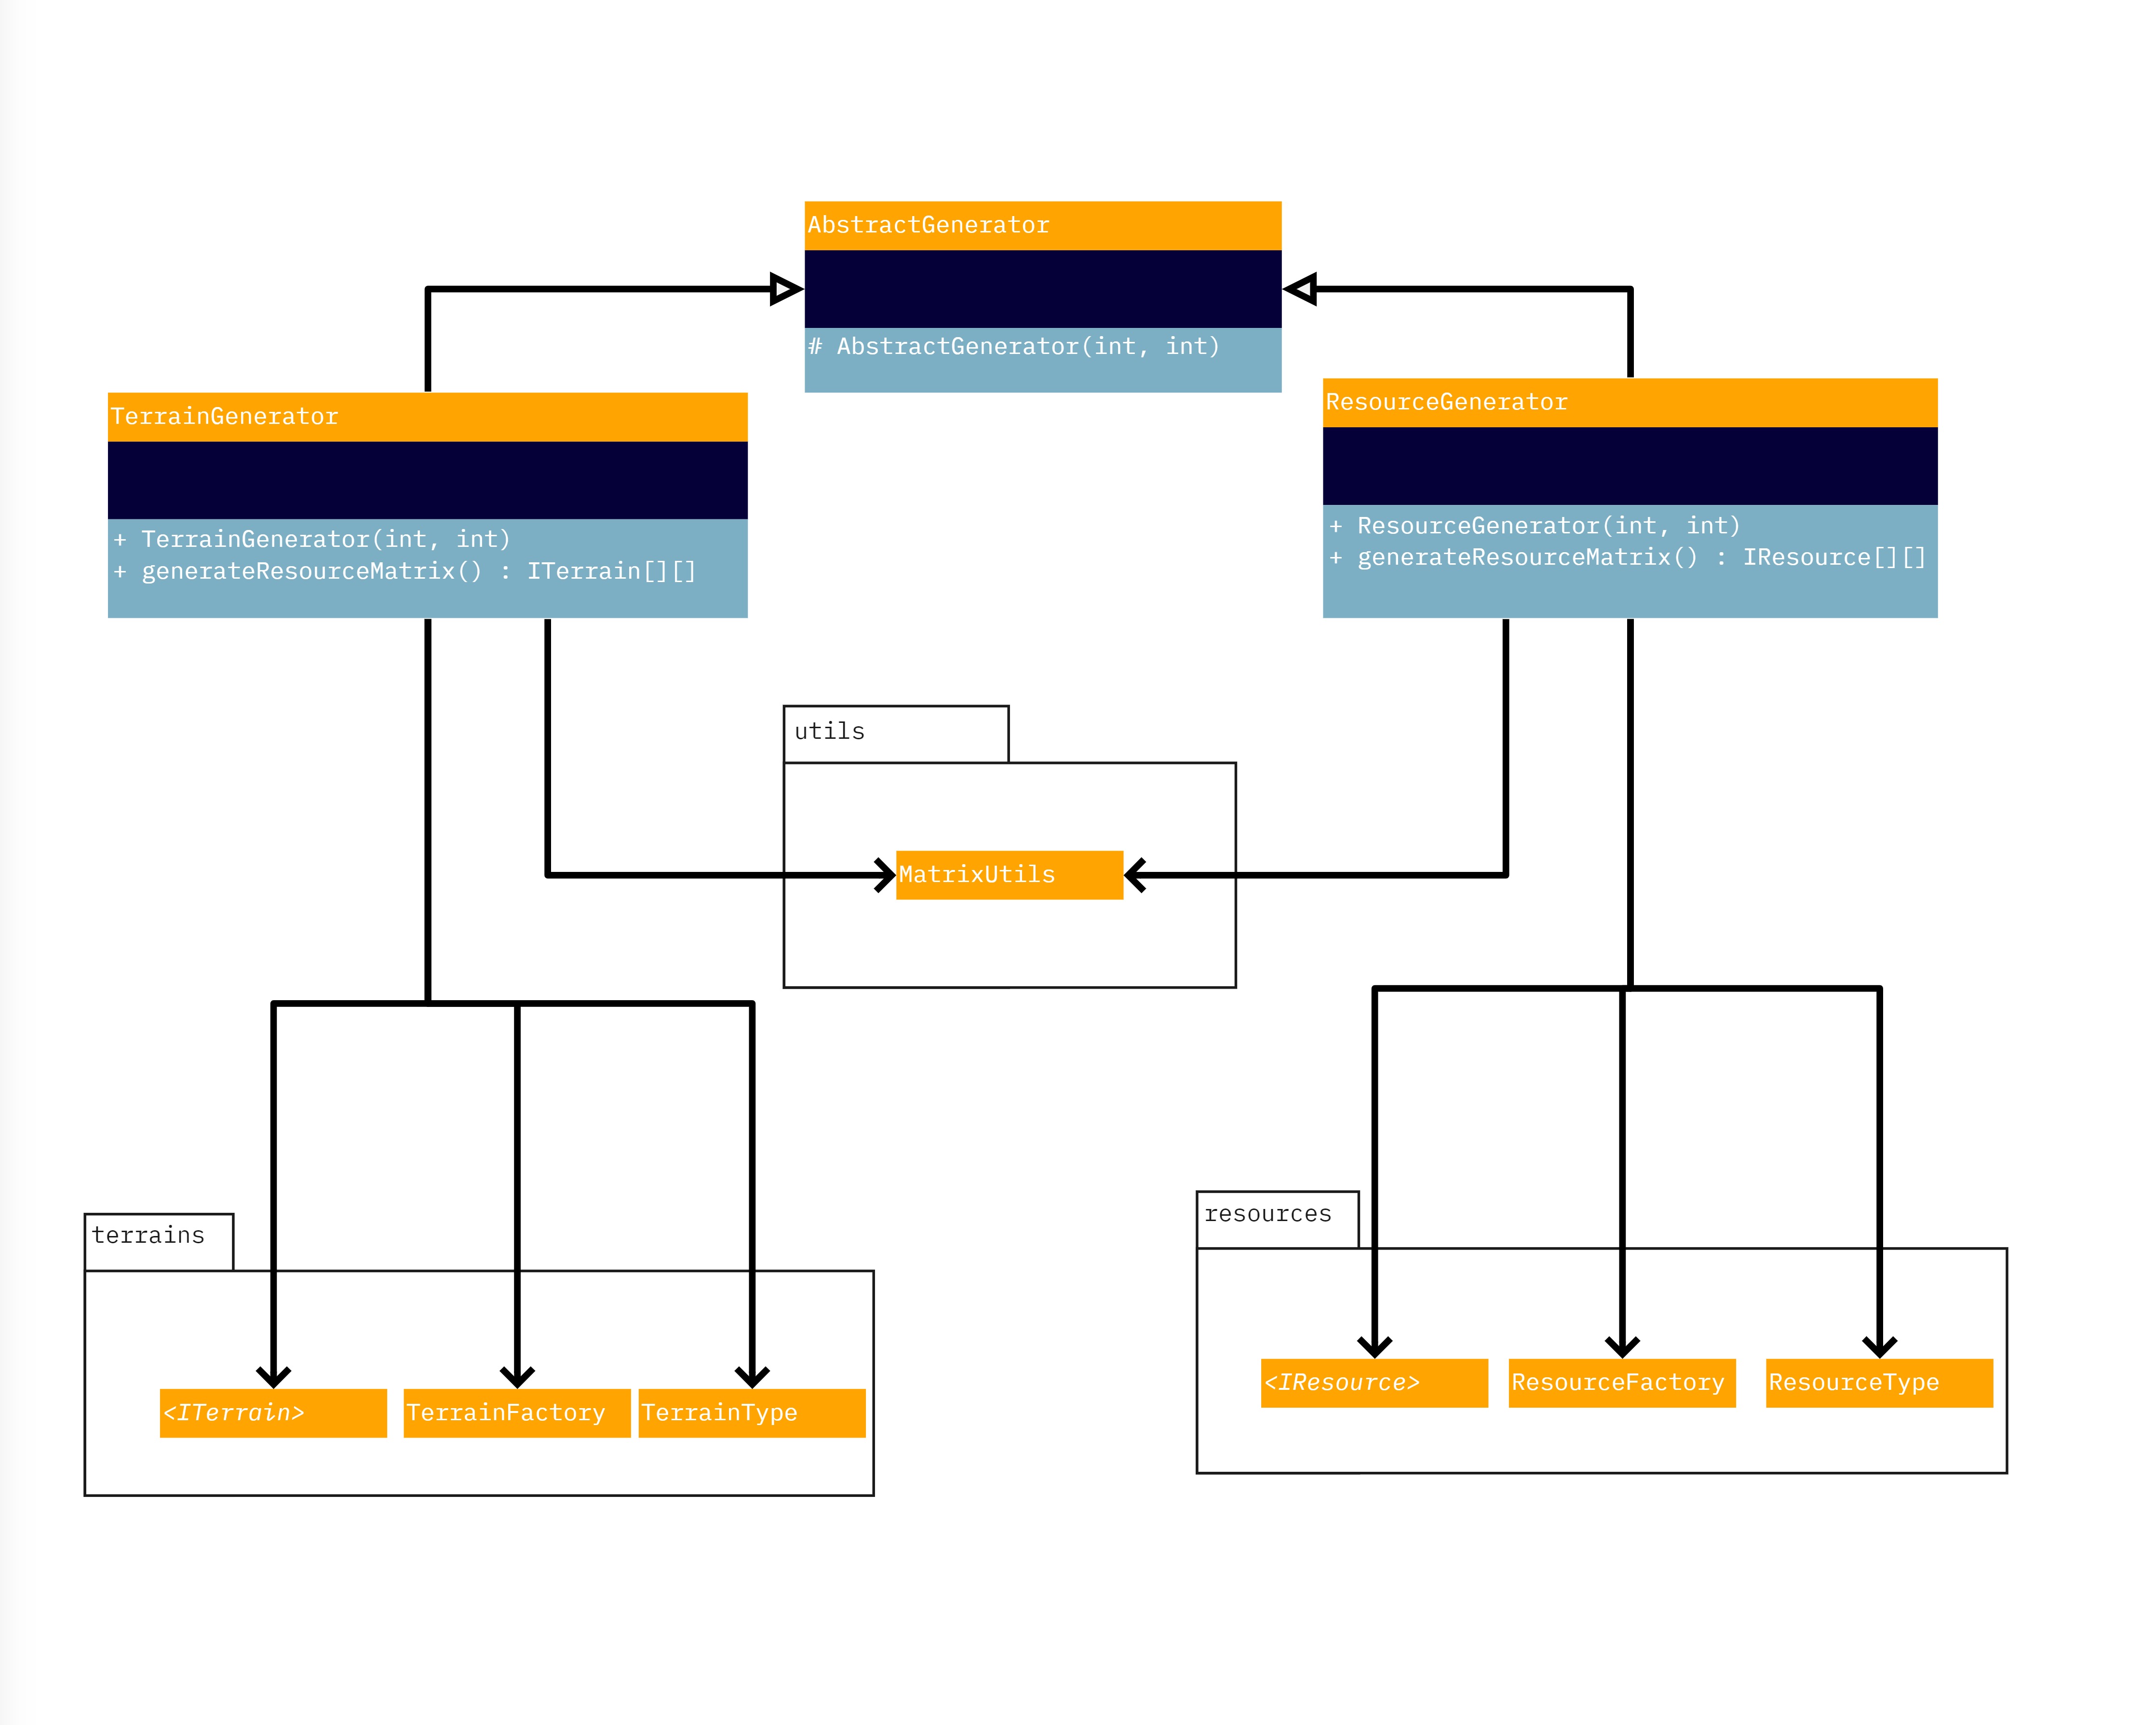 AbstractGenerator
# AbstractGenerator(int, int)
TerrainGenerator
+ TerrainGenerator(int, int)
+ generateResourceMatrix() : ITerrain[][]
ResourceGenerator
+ ResourceGenerator(int, int)
+ generateResourceMatrix() : IResource[][]
utils
MatrixUtils
terrains
<ITerrain>
TerrainFactory
TerrainType
resources
<IResource>
ResourceFactory
ResourceType